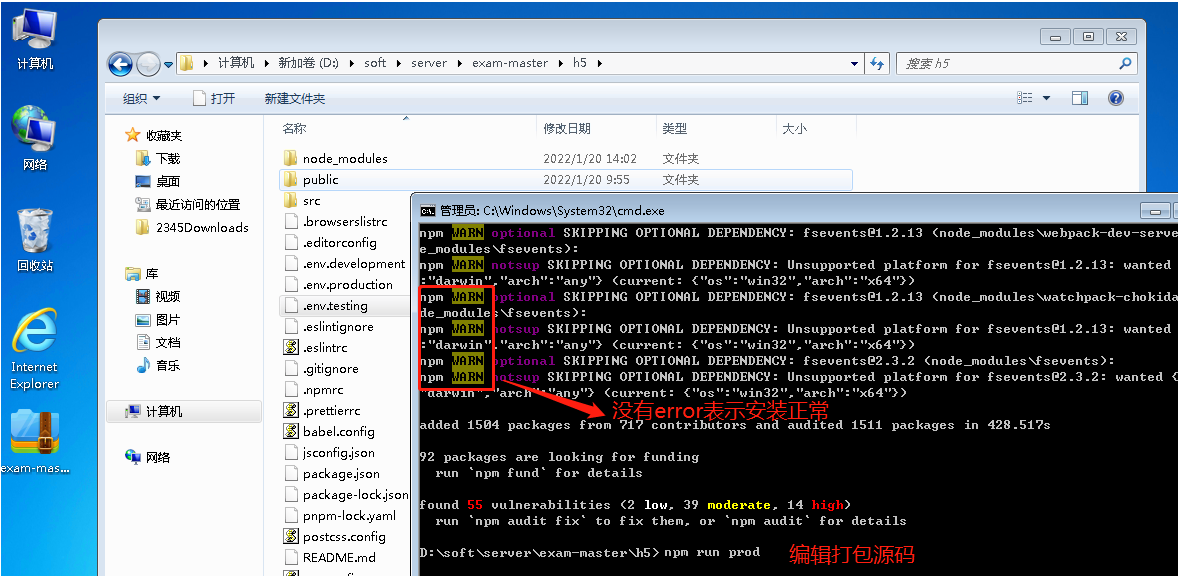 计算机
网络
回收站
Internet
Explorer
exam-mas...
计算机 新加卷 (D:) soft server exam-master h5
搜索 h5
组织 打开 新建文件夹
收藏夹
下载
桌面
最近访问的位置
2345Downloads
库
视频
图片
文档
音乐
计算机
网络
名称 修改日期 类型 大小
node_modules 2022/1/20 14:02 文件夹
public 2022/1/20 9:55 文件夹
src
.browserslistrc
.editorconfig
.env.development
.env.production
.env.testing
.eslintignore
.eslintrc
.gitignore
.npmrc
.prettierrc
babel.config
jsconfig.json
package.json
package-lock.json
pnpm-lock.yaml
postcss.config
README.md
管理员: C:\Windows\System32\cmd.exe
npm WARN optional SKIPPING OPTIONAL DEPENDENCY: fsevents@1.2.13 (node_modules\webpack-dev-serve
e_modules\fsevents):
npm WARN notsup SKIPPING OPTIONAL DEPENDENCY: Unsupported platform for fsevents@1.2.13: wanted
:"darwin","arch":"any"} (current: {"os":"win32","arch":"x64"})
npm WARN optional SKIPPING OPTIONAL DEPENDENCY: fsevents@1.2.13 (node_modules\watchpack-chokida
de_modules\fsevents):
npm WARN notsup SKIPPING OPTIONAL DEPENDENCY: Unsupported platform for fsevents@1.2.13: wanted
:"darwin","arch":"any"} (current: {"os":"win32","arch":"x64"})
npm WARN optional SKIPPING OPTIONAL DEPENDENCY: fsevents@2.3.2 (node_modules\fsevents):
npm WARN notsup SKIPPING OPTIONAL DEPENDENCY: Unsupported platform for fsevents@2.3.2: wanted {
"darwin","arch":"any"} (current: {"os":"win32","arch":"x64"})
没有error表示安装正常
added 1504 packages from 717 contributors and audited 1511 packages in 428.517s
92 packages are looking for funding
run `npm fund` for details
found 55 vulnerabilities (2 low, 39 moderate, 14 high)
run `npm audit fix` to fix them, or `npm audit` for details
D:\soft\server\exam-master\h5>npm run prod 编辑打包源码